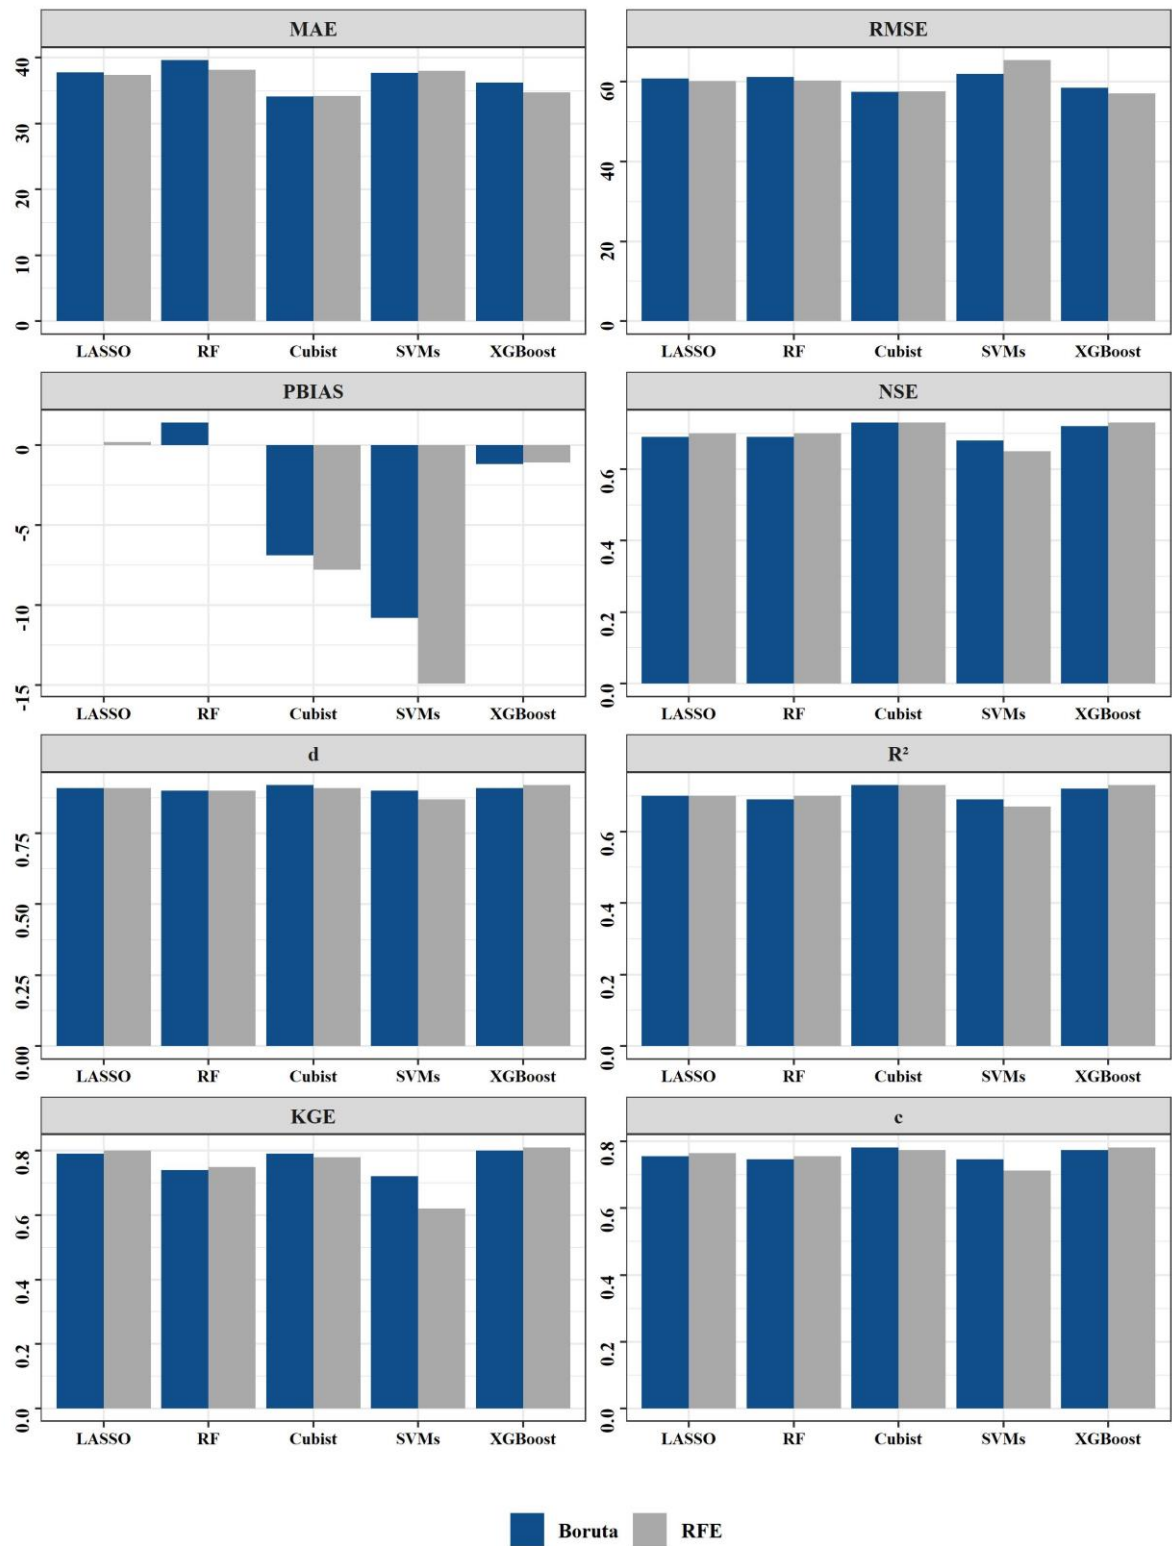 MAE
RMSE
40
30
20
10
0
60
40
20
0
LASSO RF Cubist SVMs XGBoost
LASSO RF Cubist SVMs XGBoost
PBIAS
NSE
0
-5
-10
-15
0.6
0.4
0.2
0.0
LASSO RF Cubist SVMs XGBoost
LASSO RF Cubist SVMs XGBoost
d
R²
0.75
0.50
0.25
0.00
0.6
0.4
0.2
0.0
LASSO RF Cubist SVMs XGBoost
LASSO RF Cubist SVMs XGBoost
KGE
c
0.8
0.6
0.4
0.2
0.0
0.8
0.6
0.4
0.2
0.0
LASSO RF Cubist SVMs XGBoost
LASSO RF Cubist SVMs XGBoost
Boruta RFE